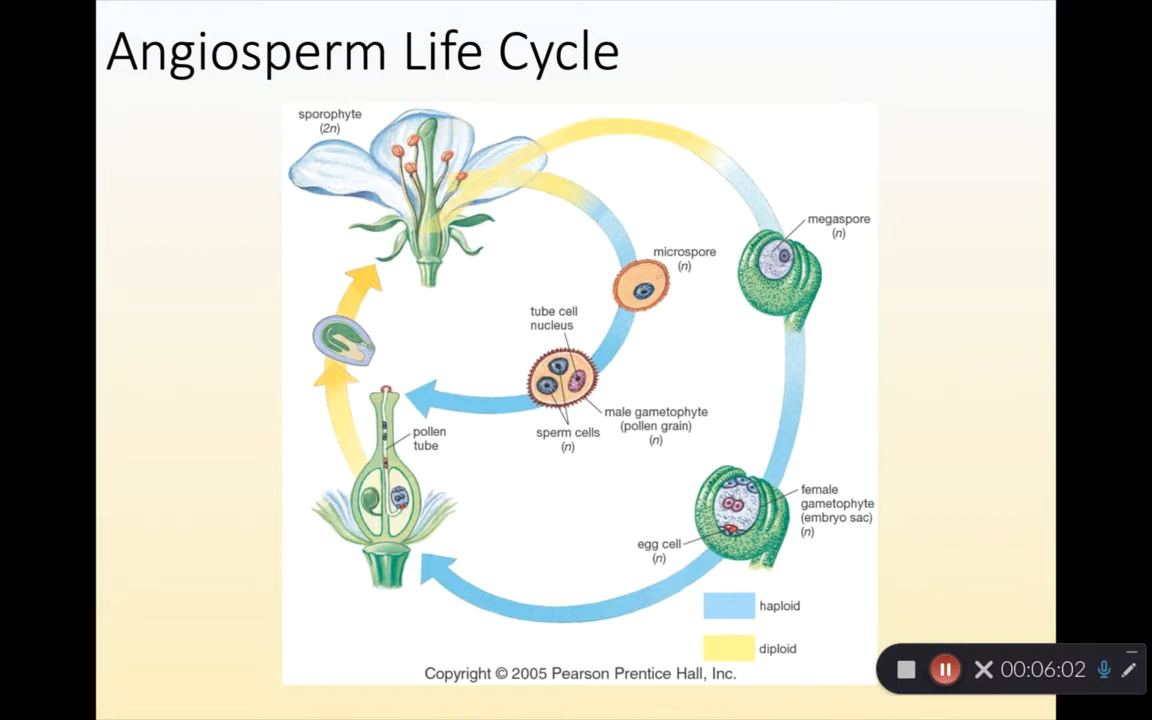 Angiosperm Life Cycle
sporophyte
(2n)
megaspore
(n)
microspore
(n)
tube cell
nucleus
male gametophyte
(pollen grain)
(n)
sperm cells
(n)
pollen
tube
female
gametophyte
(embryo sac)
(n)
egg cell
(n)
haploid
diploid
Copyright © 2005 Pearson Prentice Hall, Inc.
00:06:02